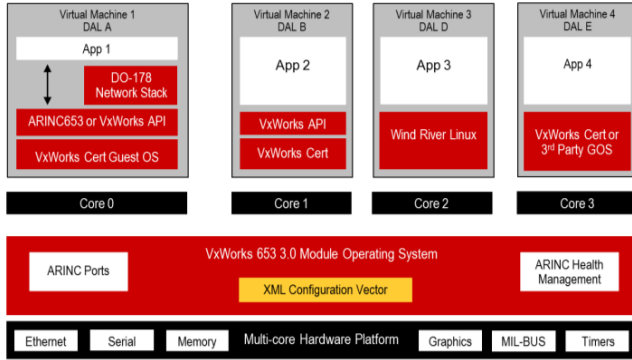 Virtual Machine 1
DAL A
App 1
DO-178
Network Stack
ARINC653 or VxWorks API
VxWorks Cert Guest OS
Virtual Machine 2
DAL B
App 2
VxWorks API
VxWorks Cert
Virtual Machine 3
DAL D
App 3
Wind River Linux
Virtual Machine 4
DAL E
App 4
VxWorks Cert or
3rd Party GOS
Core 0
Core 1
Core 2
Core 3
VxWorks 653 3.0 Module Operating System
ARINC Ports
XML Configuration Vector
ARINC Health
Management
Ethernet
Serial
Memory
Multi-core Hardware Platform
Graphics
MIL-BUS
Timers